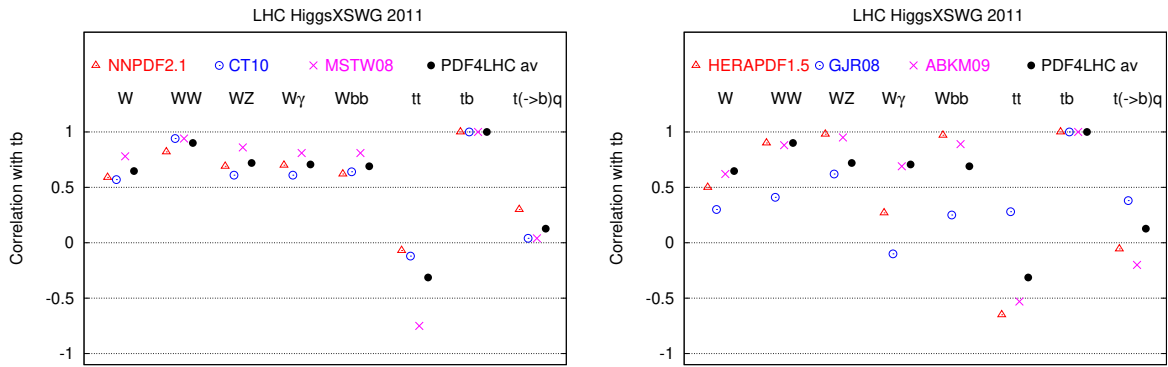 LHC HiggsXSWG 2011
NNPDF2.1 CT10 MSTW08 PDF4LHC av
W WW WZ Wγ Wbb tt tb t(->b)q
1
0.5
0
-0.5
-1
Correlation with tb
LHC HiggsXSWG 2011
HERAPDF1.5 GJR08 ABKM09 PDF4LHC av
W WW WZ Wγ Wbb tt tb t(->b)q
1
0.5
0
-0.5
-1
Correlation with tb